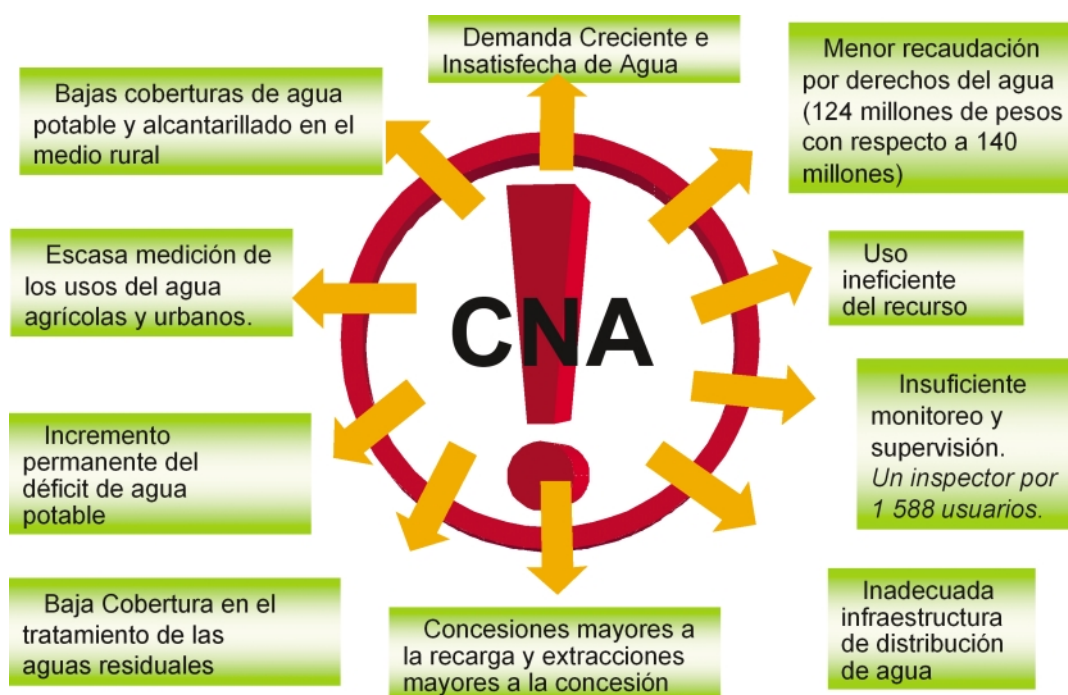 Demanda Creciente e
Insatisfecha de Agua
Menor recaudación
por derechos del agua
(124 millones de pesos
con respecto a 140
millones)
Bajas coberturas de agua
potable y alcantarillado en el
medio rural
Escasa medición de
los usos del agua
agrícolas y urbanos.
Uso
ineficiente
del recurso
CNA
Insuficiente
monitoreo y
supervisión.
Un inspector por
1 588 usuarios.
Incremento
permanente del
déficit de agua
potable
Baja Cobertura en el
tratamiento de las
aguas residuales
Concesiones mayores a
la recarga y extracciones
mayores a la concesión
Inadecuada
infraestructura
de distribución
de agua